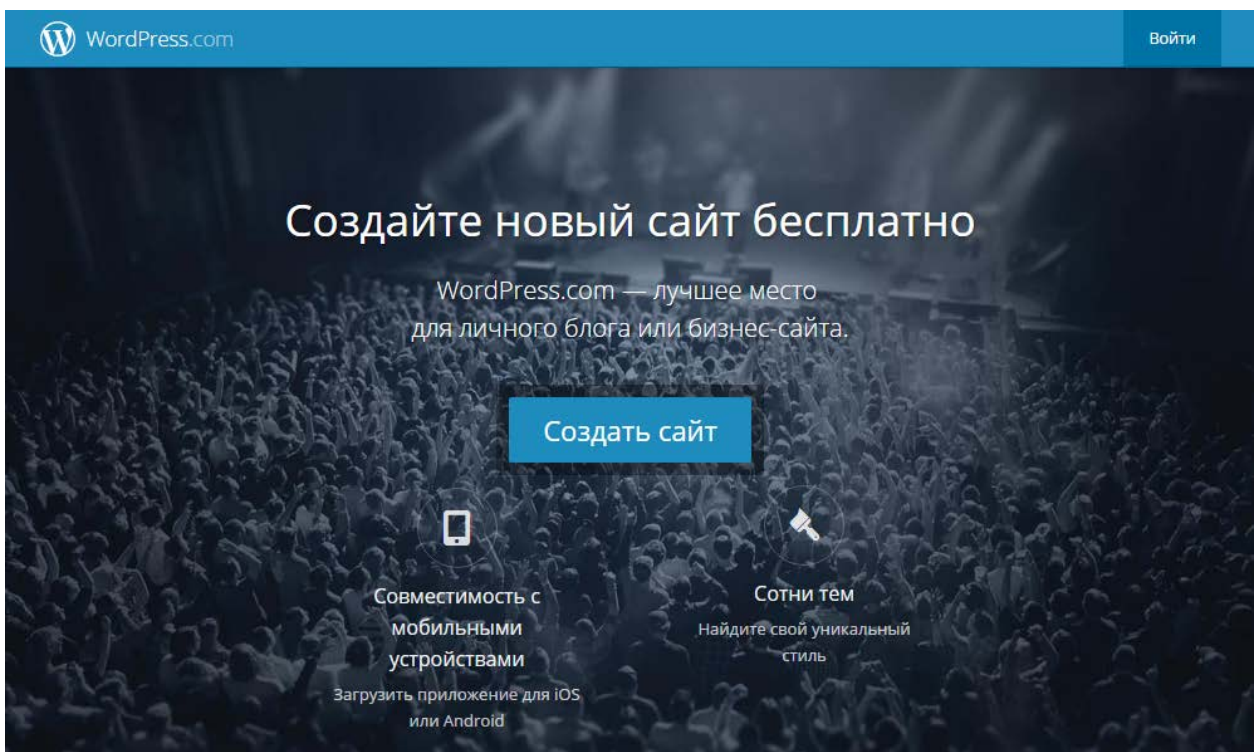 WordPress.com
Войти
Создайте новый сайт бесплатно
WordPress.com — лучшее место
для личного блога или бизнес-сайта.
Создать сайт
Совместимость с
мобильными
устройствами
Загрузить приложение для iOS
или Android
Сотни тем
Найдите свой уникальный
стиль